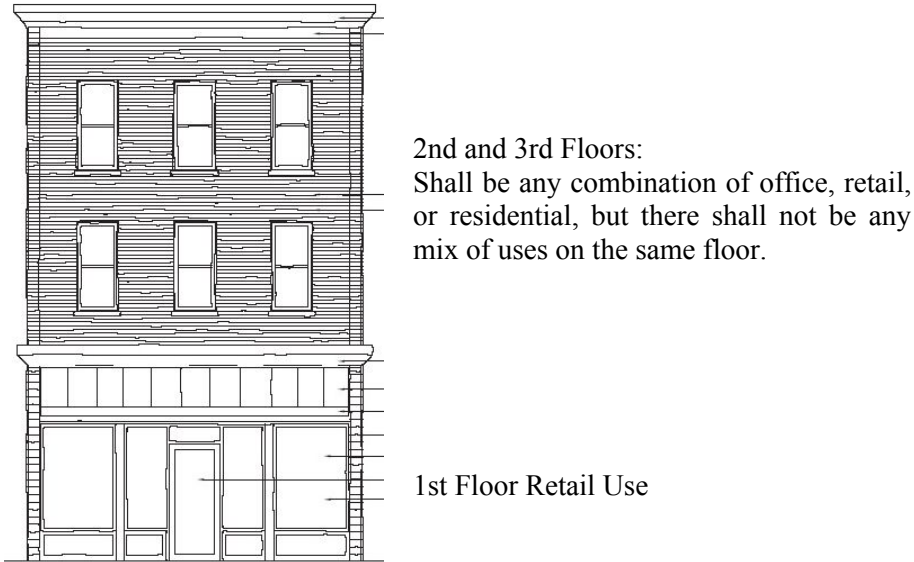 2nd and 3rd Floors:
Shall be any combination of office, retail,
or residential, but there shall not be any
mix of uses on the same floor.
1st Floor Retail Use